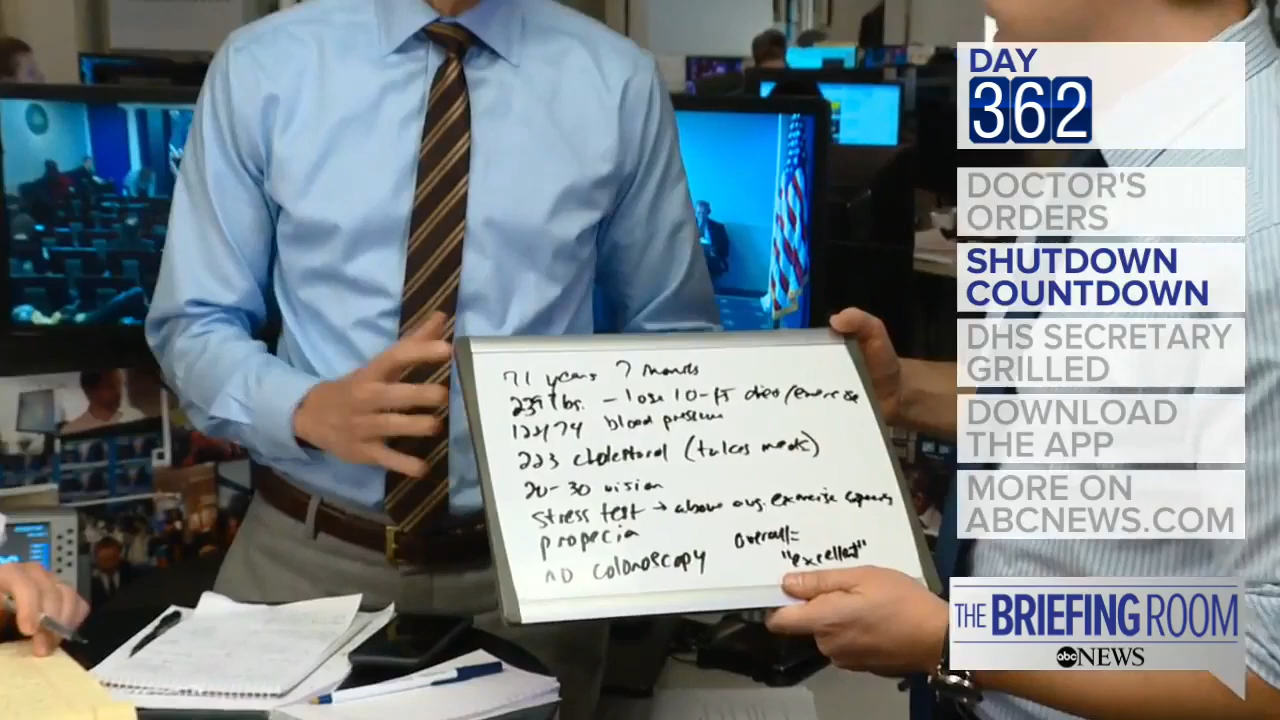 71 years 7 months
239 lbs. - lose 10-15 diet/exercise
122/74 blood pressure
223 cholesterol (takes meds)
20-30 vision
stress test → above avg. exercise capacity
propecia
no colonoscopy
Overall=
"excellent"
DAY
362
DOCTOR'S
ORDERS
SHUTDOWN
COUNTDOWN
DHS SECRETARY
GRILLED
DOWNLOAD
THE APP
MORE ON
ABCNEWS.COM
THE BRIEFING ROOM
abc NEWS